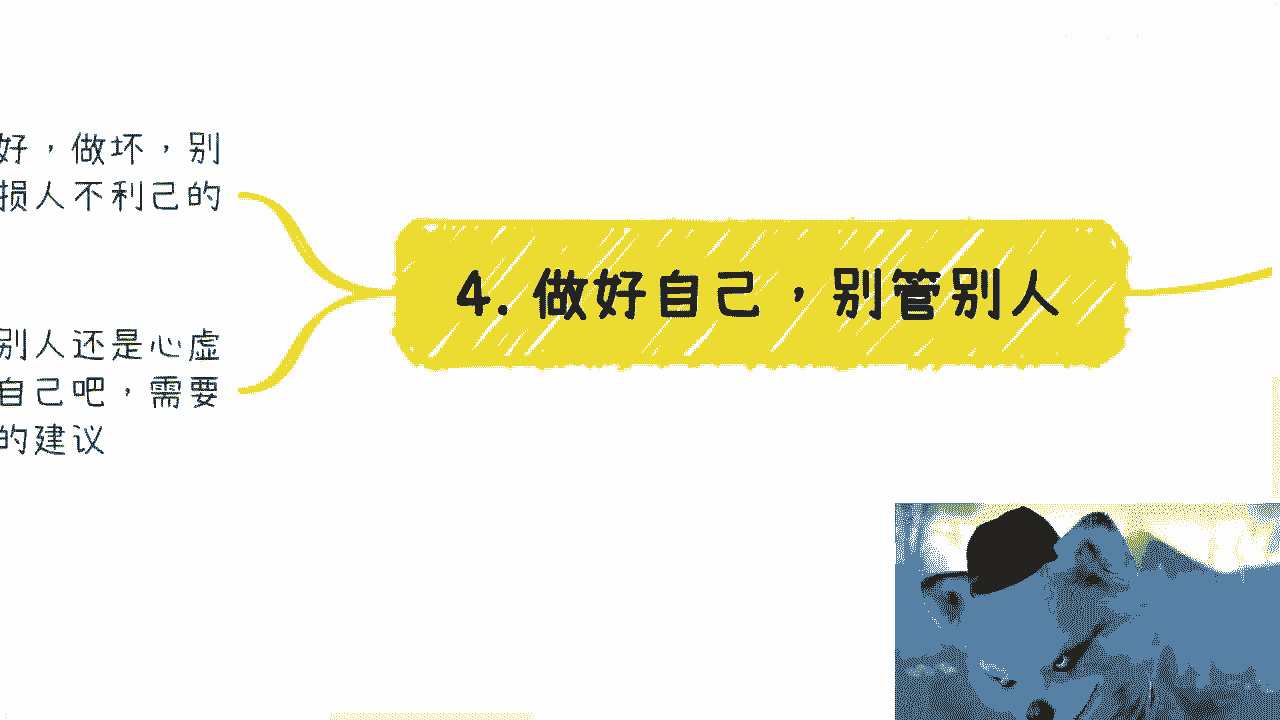 好，做坏，别
损人不利己的
4. 做好自己，别管别人
别人还是心虚
自己吧，需要
的建议